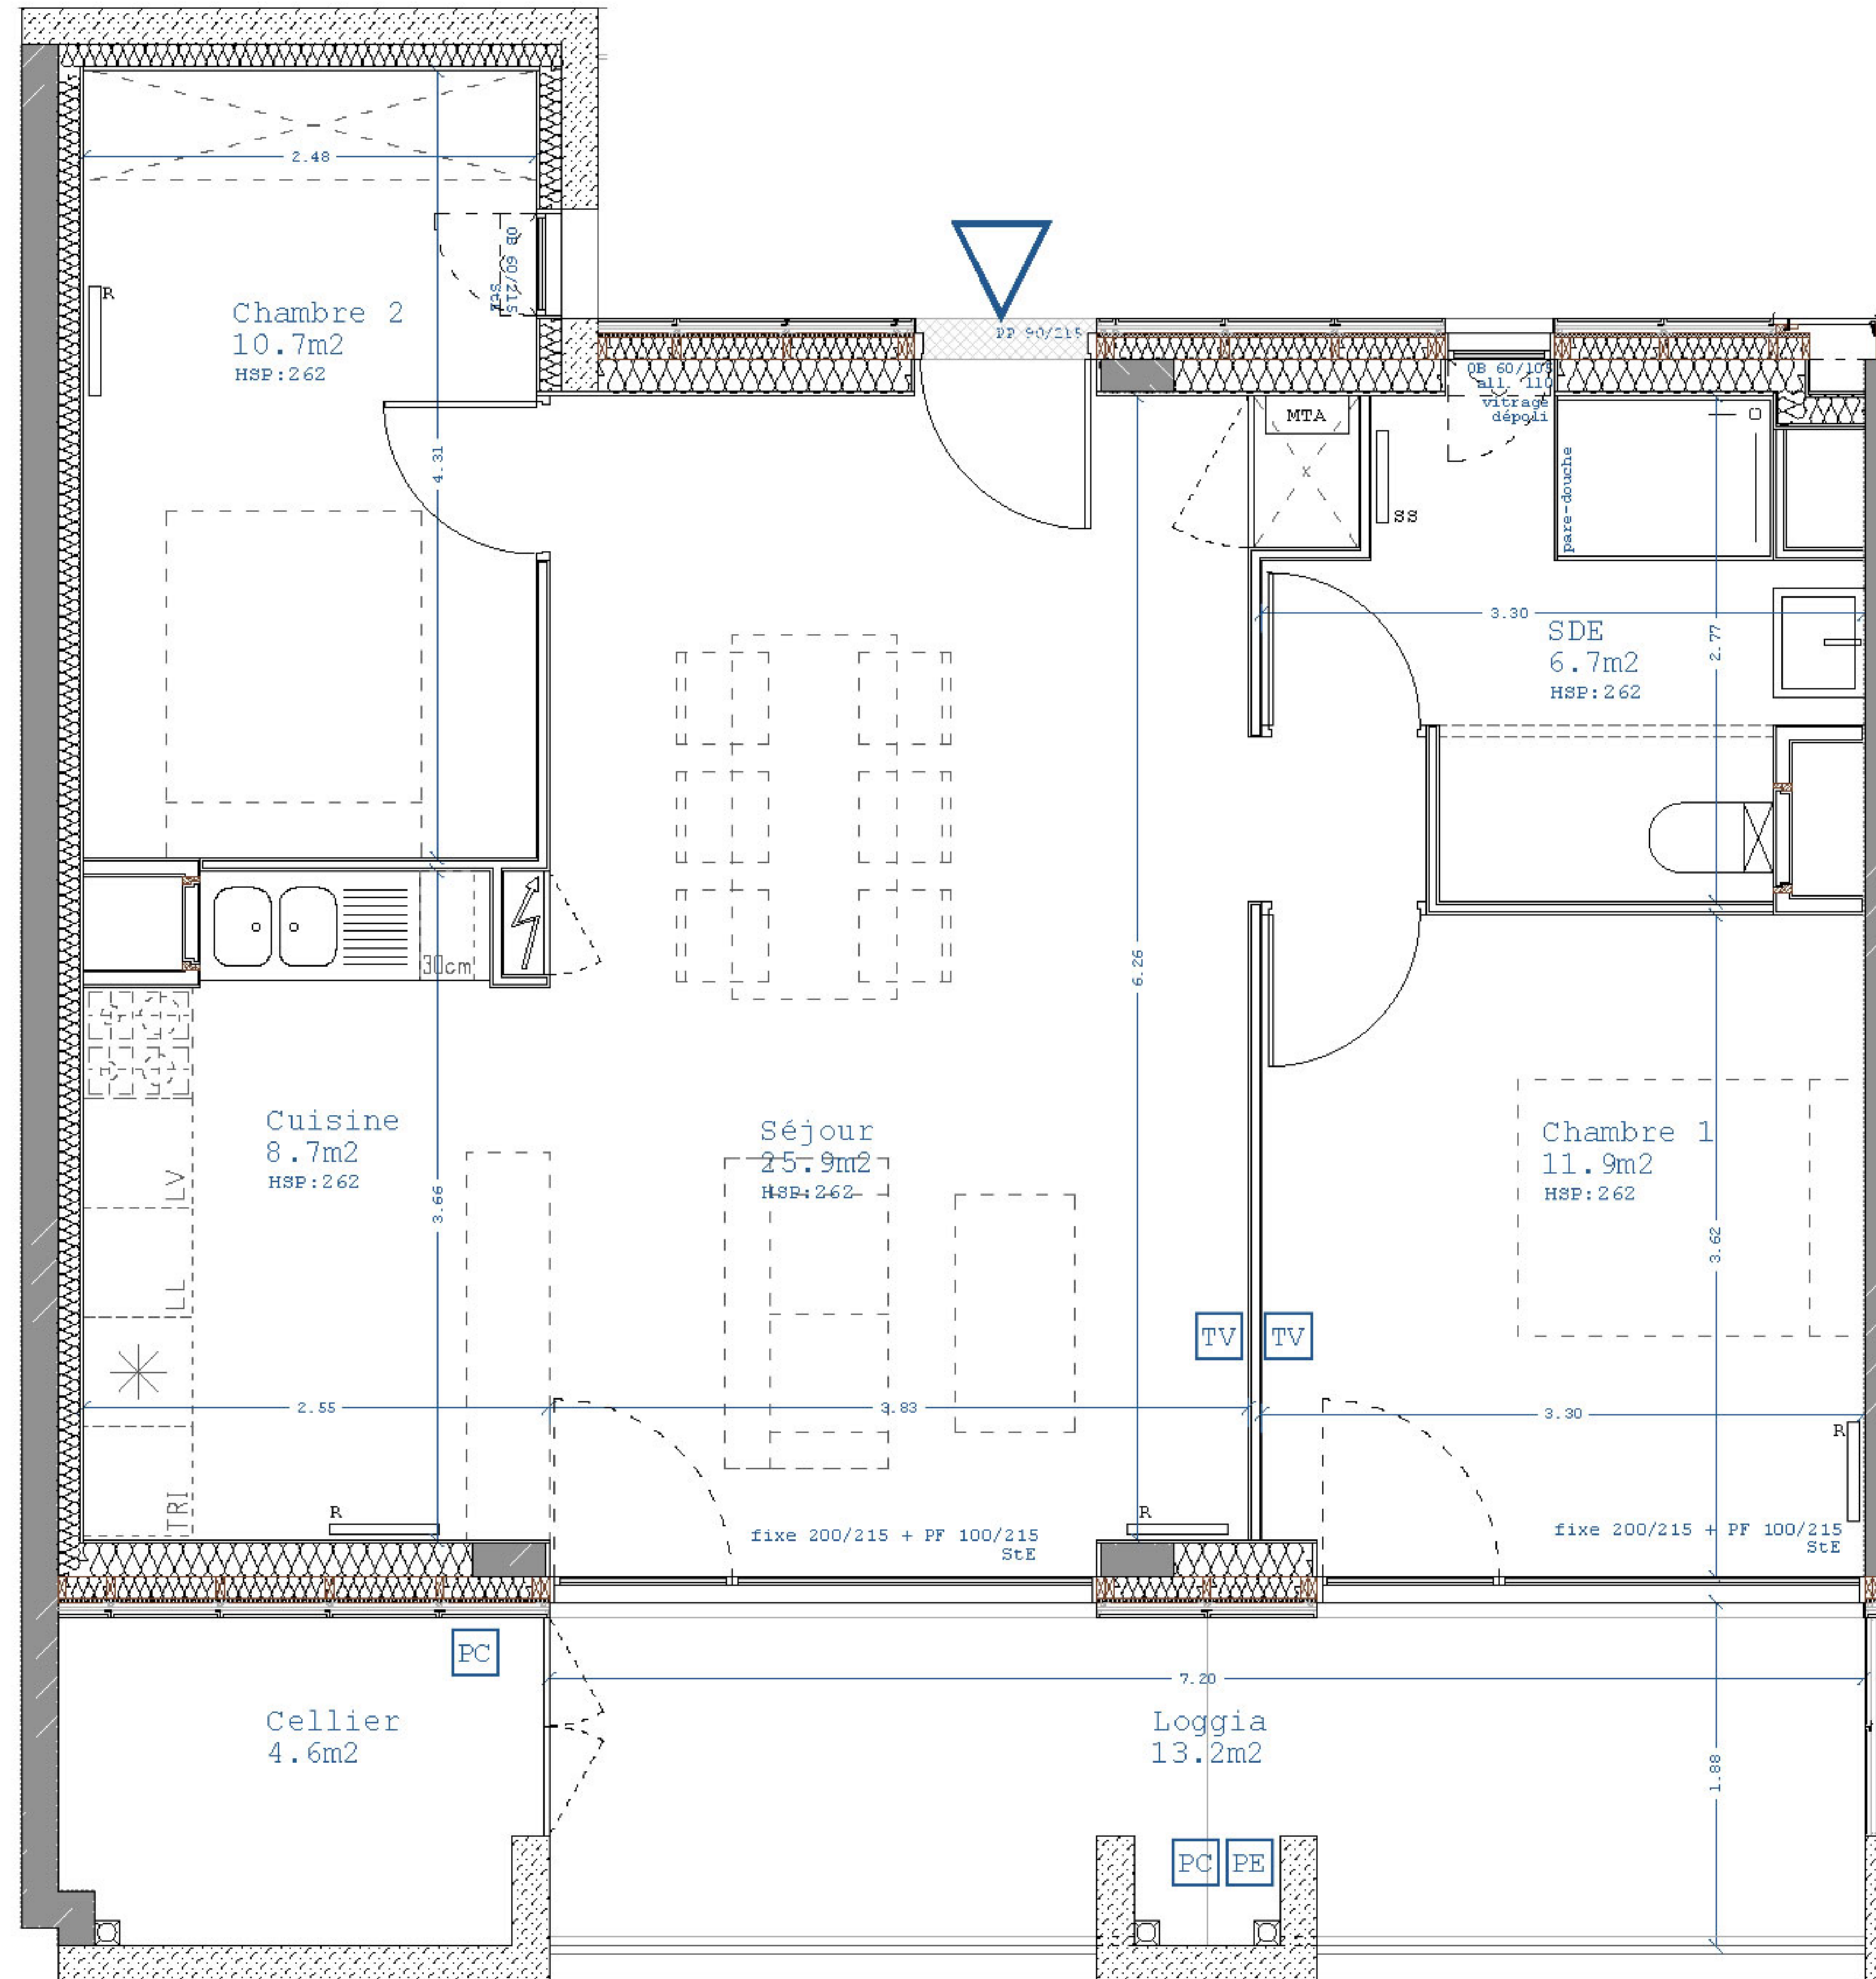 2.48
OB 60/215
StE
R
Chambre 2
10.7m2
HSP:262
4.31
PP 90/215
MTA
OB 60/105
all. 110
vitrage
dépoli
pare-douche
SS
3.30
SDE
6.7m2
HSP:262
2.77
30cm
6.26
Cuisine
8.7m2
HSP:262
LV
LL
TRI
3.66
Séjour
25.9m2
HSP:262
Chambre 1
11.9m2
HSP:262
3.62
TV
TV
2.55
3.83
3.30
R
R
R
fixe 200/215 + PF 100/215
StE
fixe 200/215 + PF 100/215
StE
PC
7.20
Cellier
4.6m2
Loggia
13.2m2
1.88
PC
PE